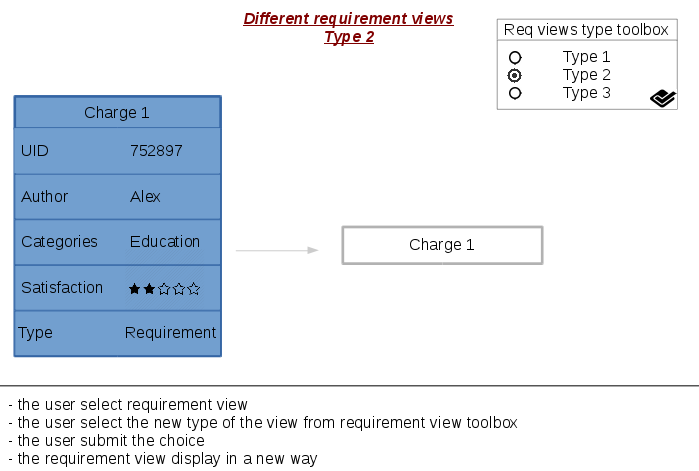 Different requirement views
Type 2
Req views type toolbox
Type 1
Type 2
Type 3
Charge 1
UID 752897
Author Alex
Categories Education
Satisfaction
Type Requirement
Charge 1
- the user select requirement view
- the user select the new type of the view from requirement view toolbox
- the user submit the choice
- the requirement view display in a new way